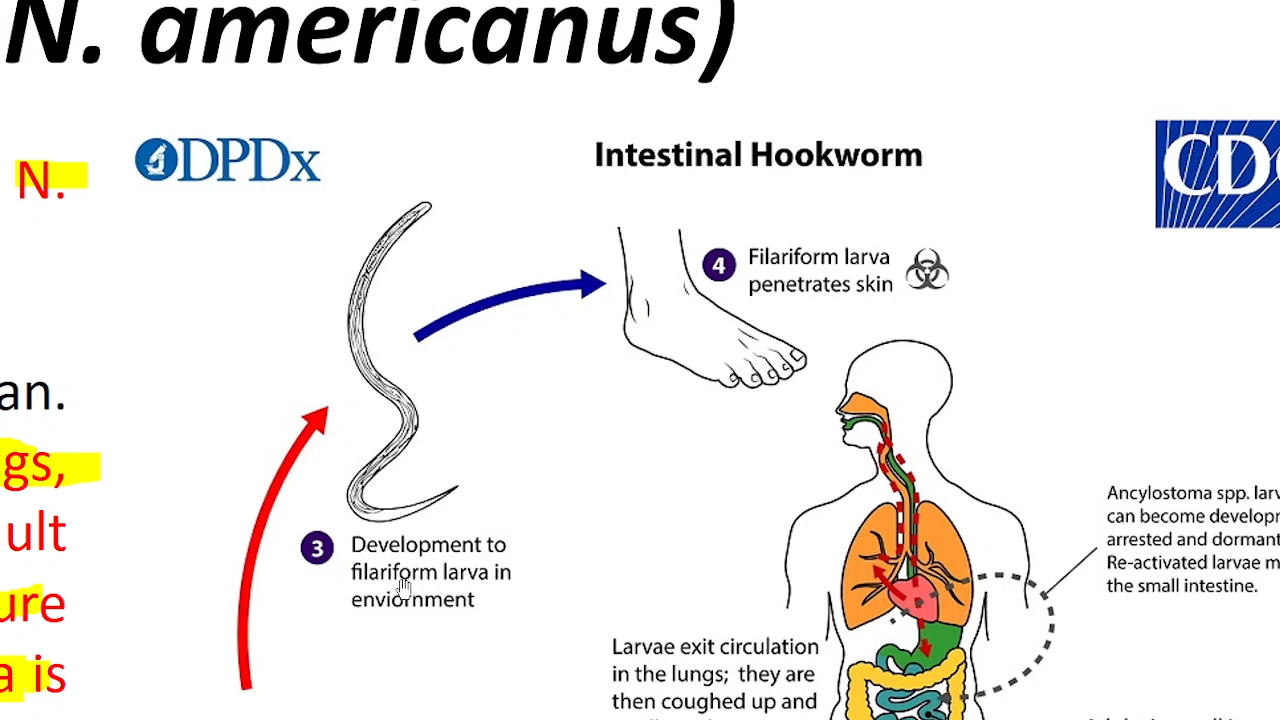 N. americanus)
N.
DPDx
Intestinal Hookworm
CD
4
Filariform larva
penetrates skin
an.
gs,
ult
ure
a is
3
Development to
filariform larva in
enviornment
Ancylostoma spp. larv
can become developm
arrested and dormant
Re-activated larvae m
the small intestine.
Larvae exit circulation
in the lungs; they are
then coughed up and